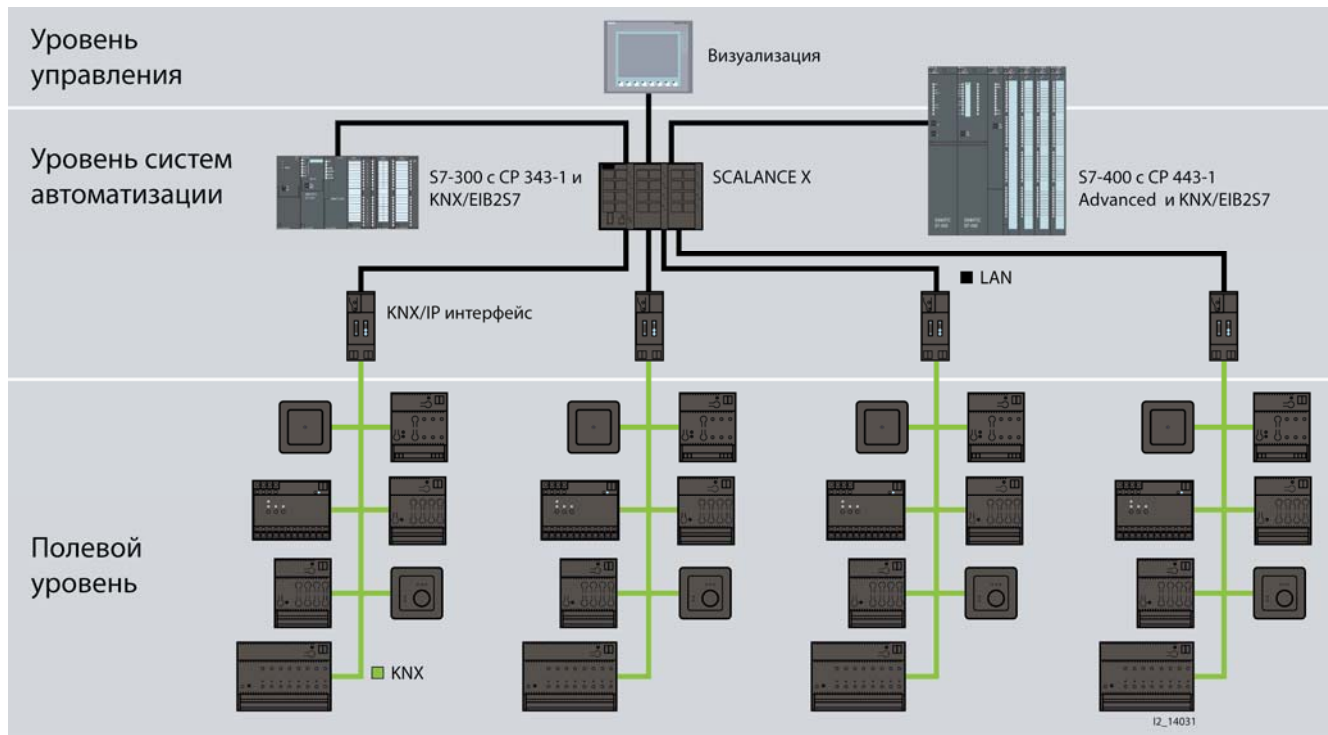 Уровень
управления
Визуализация
Уровень систем
автоматизации
S7-300 с CP 343-1 и
KNX/EIB2S7
SCALANCE X
S7-400 с CP 443-1
Advanced и KNX/EIB2S7
LAN
KNX/IP интерфейс
Полевой
уровень
KNX
I2_14031